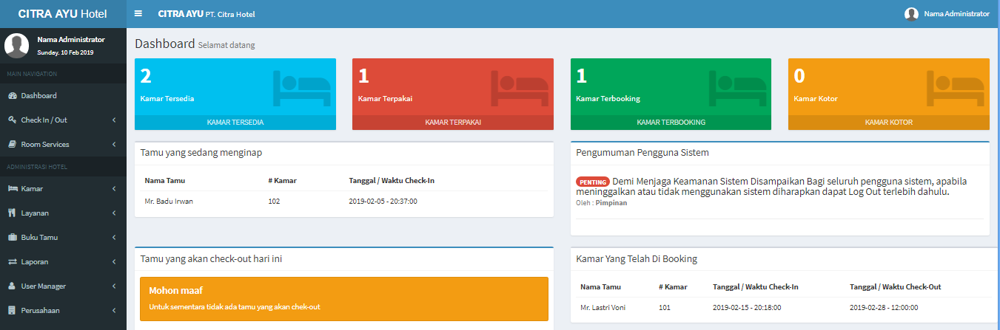 CITRA AYU Hotel
CITRA AYU PT. Citra Hotel
Nama Administrator
Nama Administrator
Sunday, 10 Feb 2019
MAIN NAVIGATION
Dashboard
Check In / Out
Room Services
ADMINISTRASI HOTEL
Kamar
Layanan
Buku Tamu
Laporan
User Manager
Perusahaan
Dashboard Selamat datang
2
Kamar Tersedia
KAMAR TERSEDIA
1
Kamar Terpakai
KAMAR TERPAKAI
1
Kamar Terbooking
KAMAR TERBOOKING
0
Kamar Kotor
KAMAR KOTOR
Tamu yang sedang menginap
Nama Tamu # Kamar Tanggal / Waktu Check-In
Mr. Badu Irwan 102 2019-02-05 - 20:37:00
Pengumuman Pengguna Sistem
PENTING Demi Menjaga Keamanan Sistem Disampaikan Bagi seluruh pengguna sistem, apabila
meninggalkan atau tidak menggunakan sistem diharapkan dapat Log Out terlebih dahulu.
Oleh : Pimpinan
Tamu yang akan check-out hari ini
Mohon maaf
Untuk sementara tidak ada tamu yang akan chek-out
Kamar Yang Telah Di Booking
Nama Tamu # Kamar Tanggal / Waktu Check-In Tanggal / Waktu Check-Out
Mr. Lastri Voni 101 2019-02-15 - 20:18:00 2019-02-28 - 12:00:00